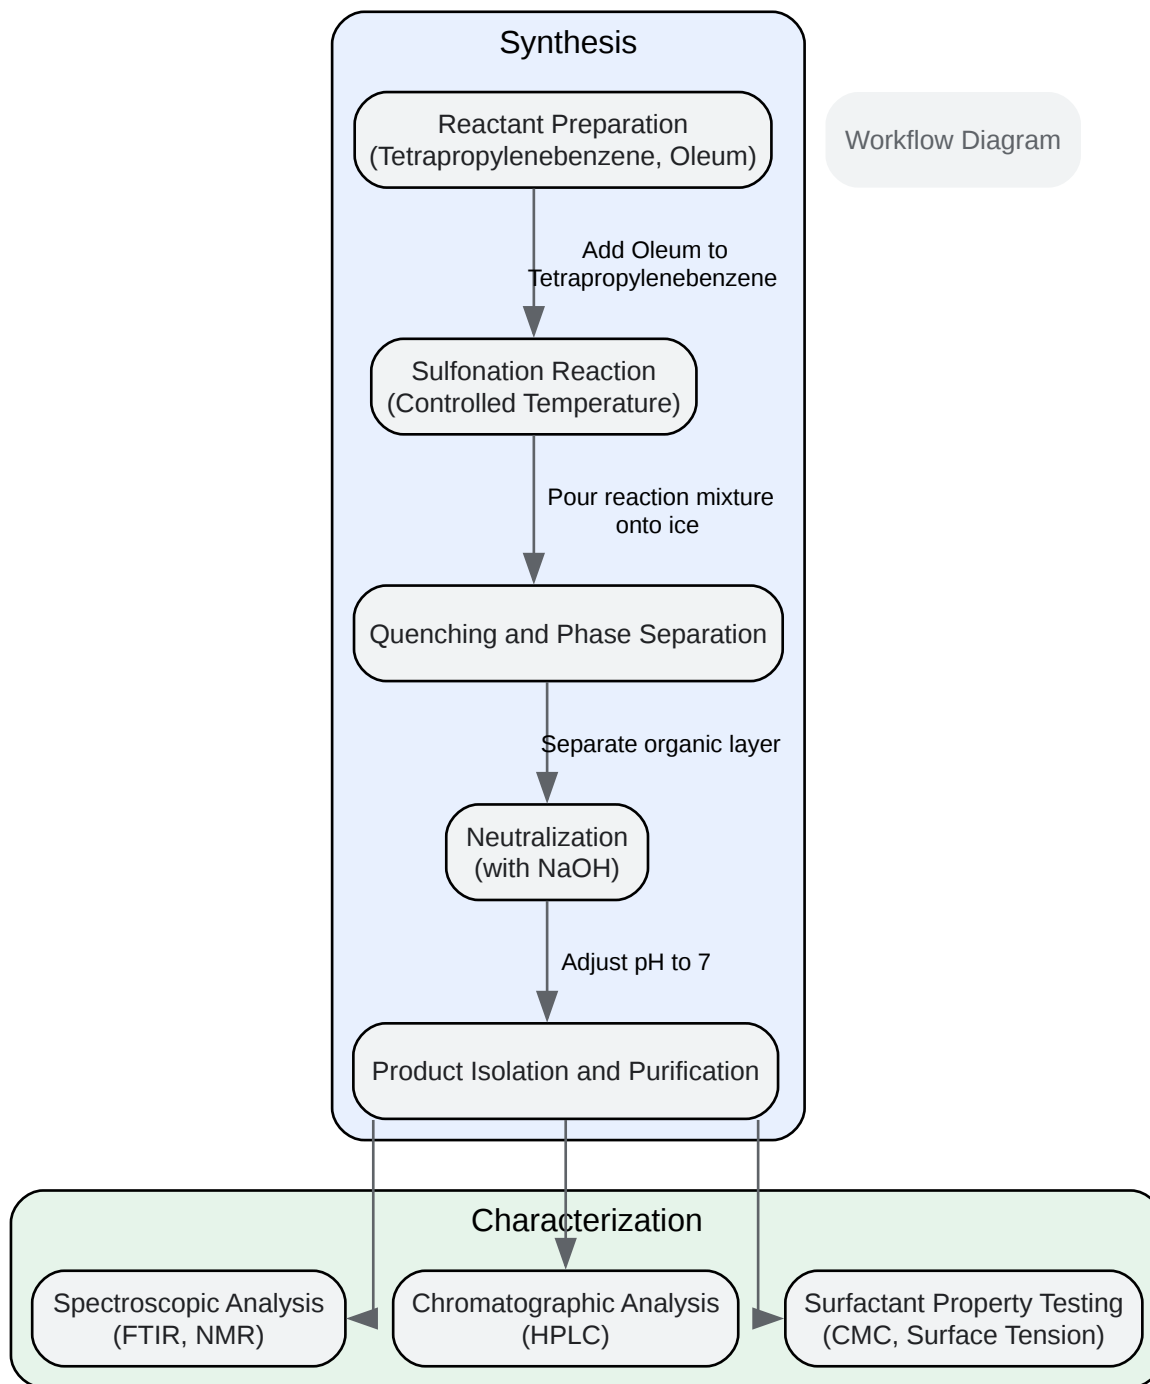 Synthesis
Reactant Preparation
(Tetrapropylenebenzene, Oleum)
Workflow Diagram
Add Oleum to
Tetrapropylenebenzene
Sulfonation Reaction
(Controlled Temperature)
Pour reaction mixture
onto ice
Quenching and Phase Separation
Separate organic layer
Neutralization
(with NaOH)
Adjust pH to 7
Product Isolation and Purification
Characterization
Spectroscopic Analysis
(FTIR, NMR)
Chromatographic Analysis
(HPLC)
Surfactant Property Testing
(CMC, Surface Tension)